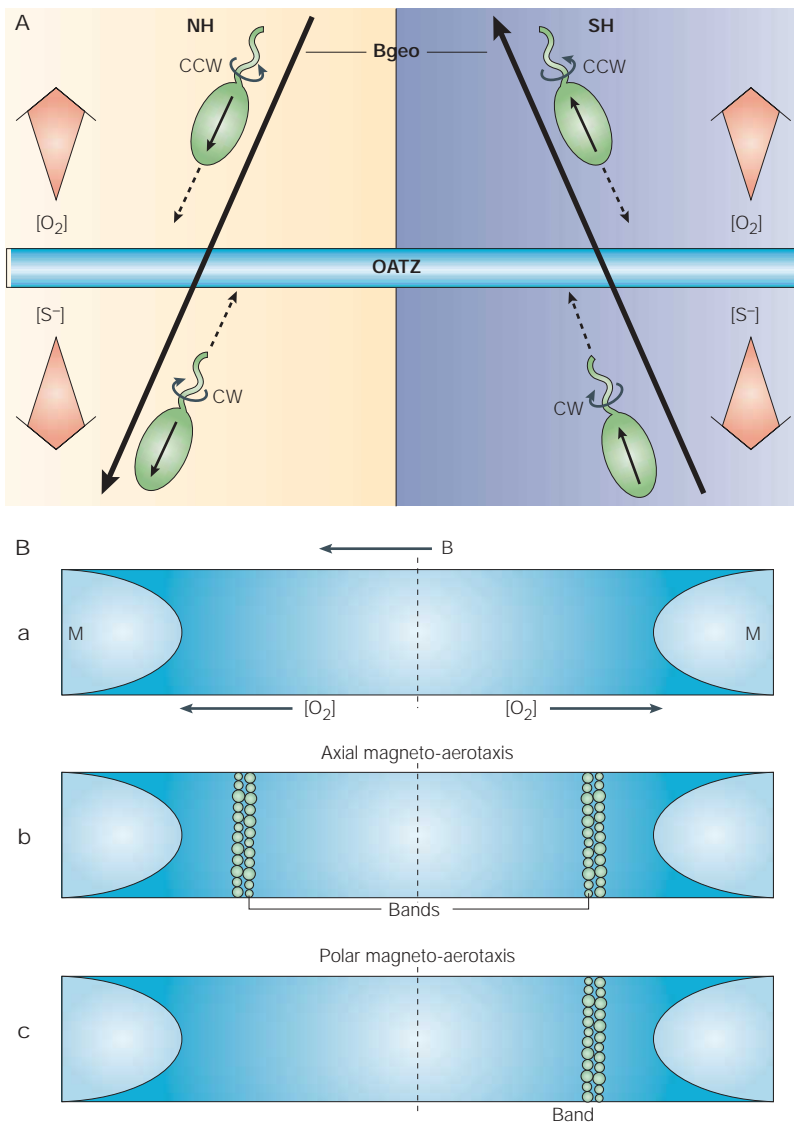 A
NH
SH
Bgeo
CCW
CCW
[O₂]
[O₂]
OATZ
[S⁻]
[S⁻]
CW
CW
B
B
a
M
M
[O₂]
[O₂]
Axial magneto-aerotaxis
b
Bands
Polar magneto-aerotaxis
c
Band